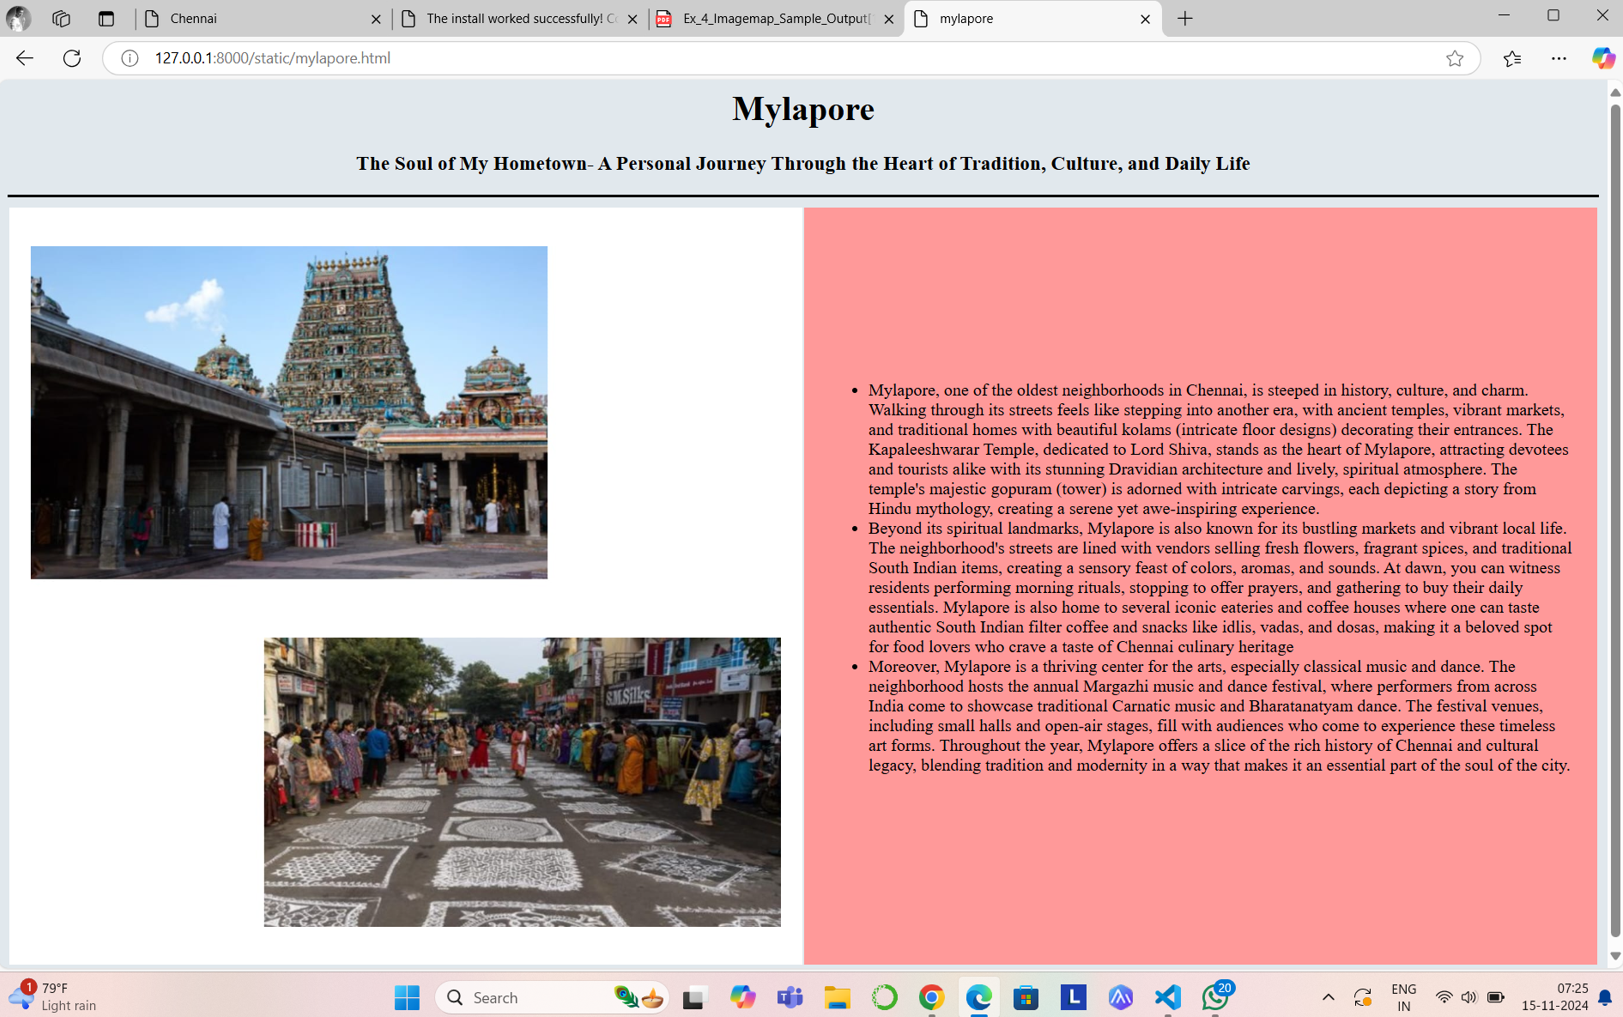 Chennai
The install worked successfully! Co
Ex_4_Imagemap_Sample_Output[
mylapore
127.0.0.1:8000/static/mylapore.html
Mylapore
The Soul of My Hometown- A Personal Journey Through the Heart of Tradition, Culture, and Daily Life
S.M.Silks
• Mylapore, one of the oldest neighborhoods in Chennai, is steeped in history, culture, and charm.
Walking through its streets feels like stepping into another era, with ancient temples, vibrant markets,
and traditional homes with beautiful kolams (intricate floor designs) decorating their entrances. The
Kapaleeshwarar Temple, dedicated to Lord Shiva, stands as the heart of Mylapore, attracting devotees
and tourists alike with its stunning Dravidian architecture and lively, spiritual atmosphere. The
temple's majestic gopuram (tower) is adorned with intricate carvings, each depicting a story from
Hindu mythology, creating a serene yet awe-inspiring experience.
• Beyond its spiritual landmarks, Mylapore is also known for its bustling markets and vibrant local life.
The neighborhood's streets are lined with vendors selling fresh flowers, fragrant spices, and traditional
South Indian items, creating a sensory feast of colors, aromas, and sounds. At dawn, you can witness
residents performing morning rituals, stopping to offer prayers, and gathering to buy their daily
essentials. Mylapore is also home to several iconic eateries and coffee houses where one can taste
authentic South Indian filter coffee and snacks like idlis, vadas, and dosas, making it a beloved spot
for food lovers who crave a taste of Chennai culinary heritage
• Moreover, Mylapore is a thriving center for the arts, especially classical music and dance. The
neighborhood hosts the annual Margazhi music and dance festival, where performers from across
India come to showcase traditional Carnatic music and Bharatanatyam dance. The festival venues,
including small halls and open-air stages, fill with audiences who come to experience these timeless
art forms. Throughout the year, Mylapore offers a slice of the rich history of Chennai and cultural
legacy, blending tradition and modernity in a way that makes it an essential part of the soul of the city.
1
79°F
Light rain
Search
L
20
ENG
IN
07:25
15-11-2024